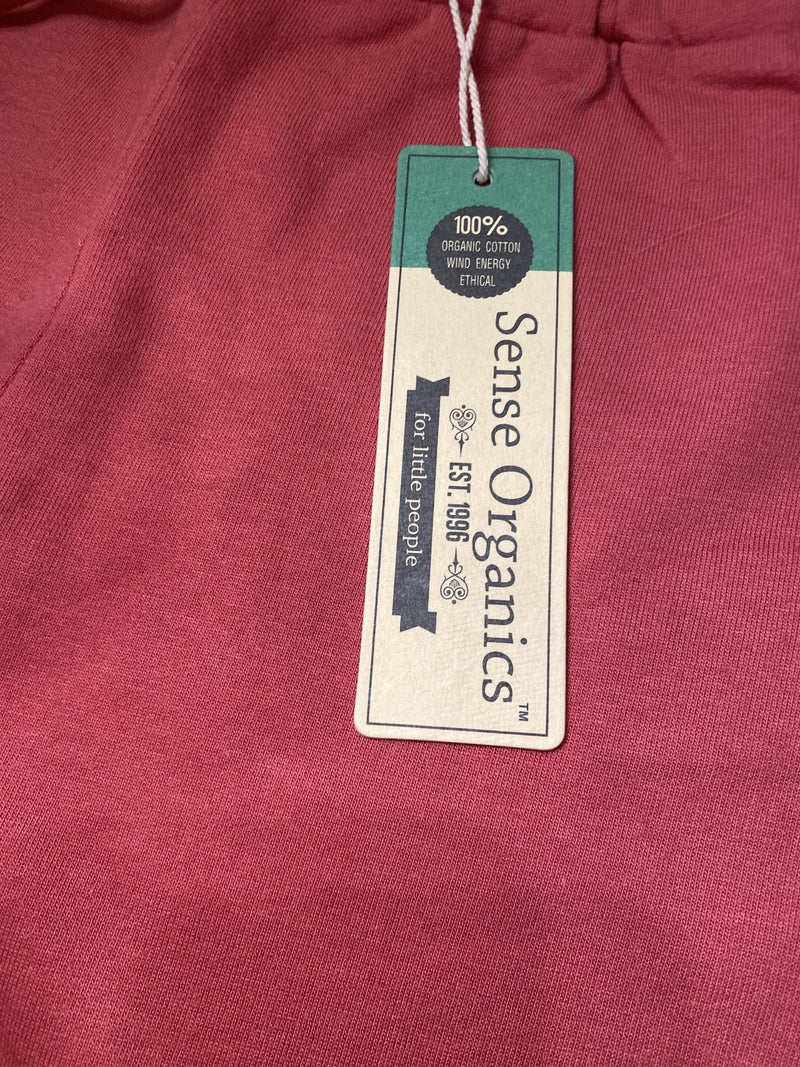 100%
ORGANIC COTTON
WIND ENERGY
ETHICAL
Sense Organics™
EST. 1996
for little people